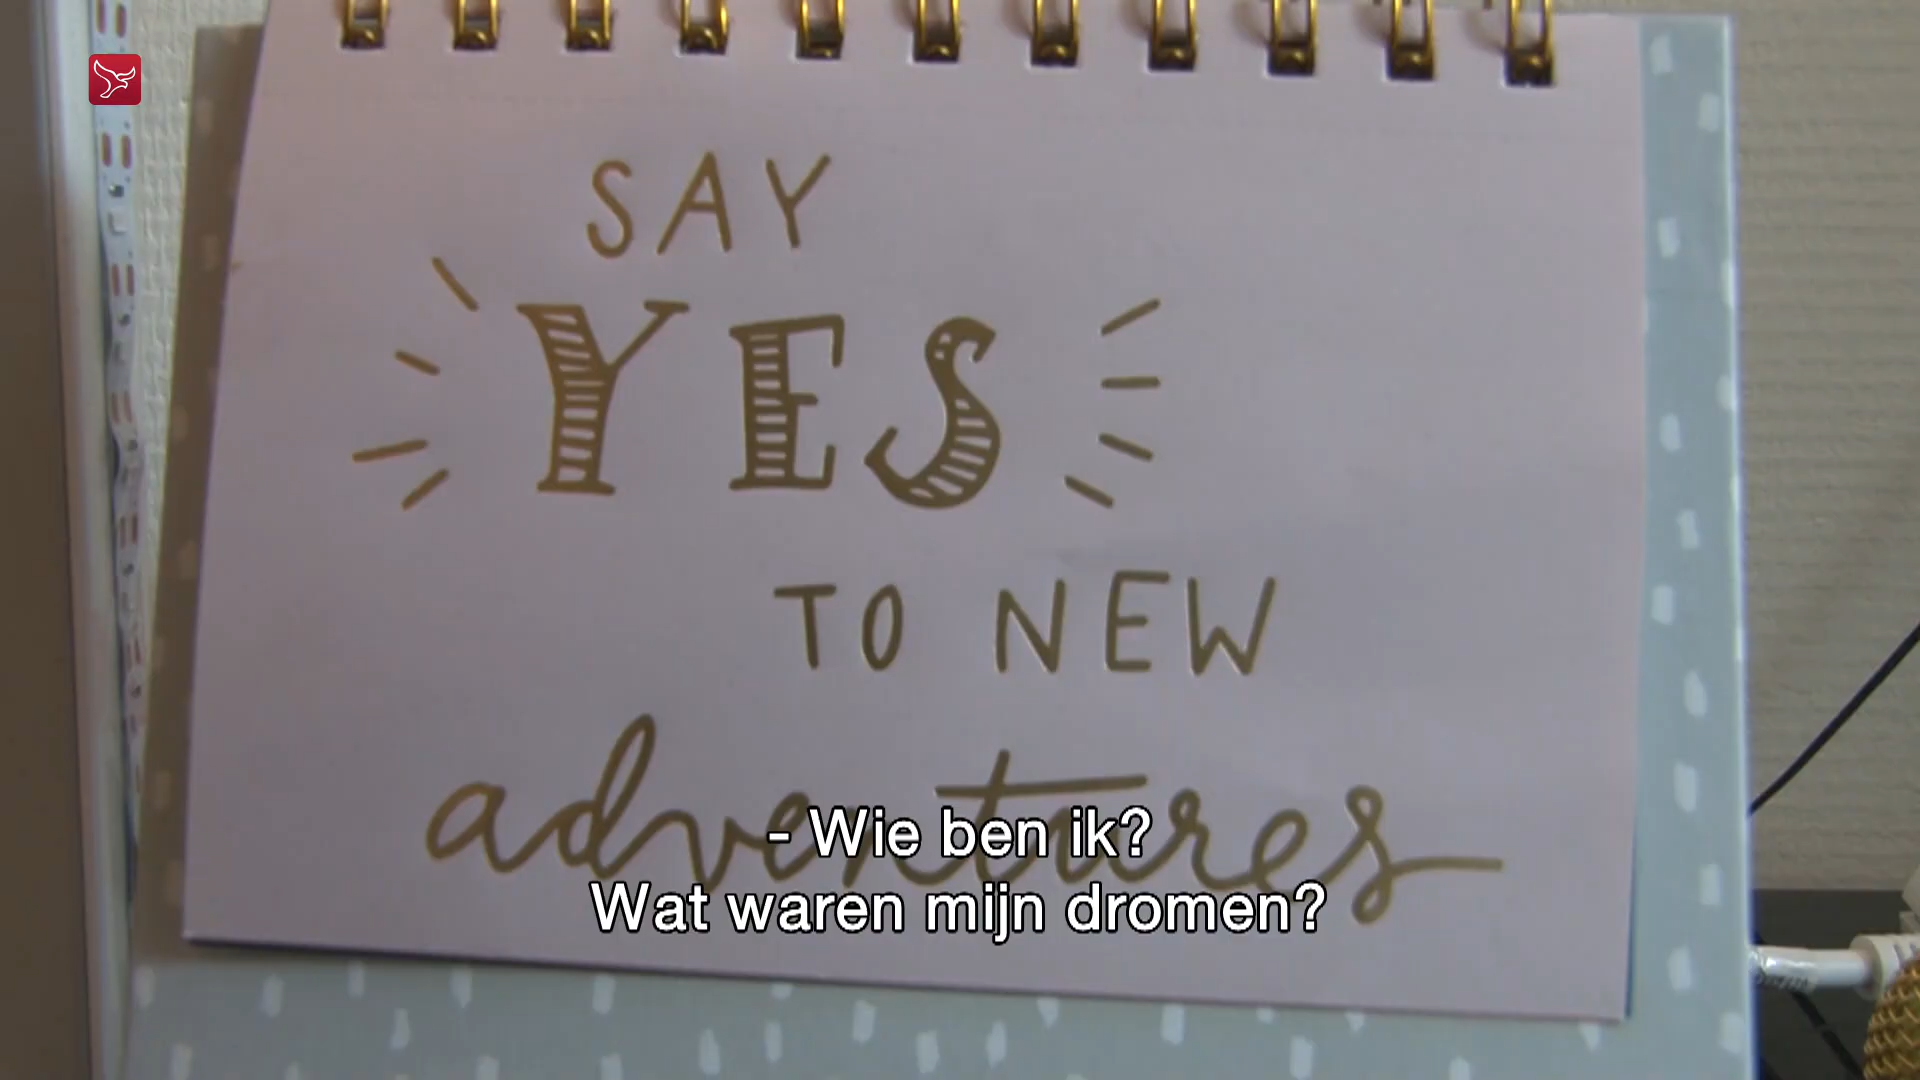 SAY
YES
TO NEW
adventures
- Wie ben ik?
Wat waren mijn dromen?